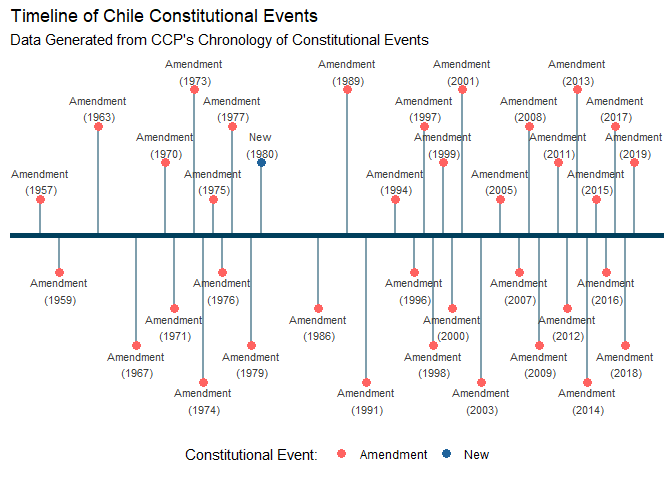 Timeline of Chile Constitutional Events
Data Generated from CCP's Chronology of Constitutional Events
Amendment
(1973)
Amendment
(1989)
Amendment
(2001)
Amendment
(2013)
Amendment
(1963)
Amendment
(1977)
Amendment
(1997)
Amendment
(2008)
Amendment
(2017)
Amendment
(1970)
New
(1980)
Amendment
(1999)
Amendment
(2011)
Amendment
(2019)
Amendment
(1957)
Amendment
(1975)
Amendment
(1994)
Amendment
(2005)
Amendment
(2015)
Amendment
(1959)
Amendment
(1976)
Amendment
(1996)
Amendment
(2007)
Amendment
(2016)
Amendment
(1971)
Amendment
(1986)
Amendment
(2000)
Amendment
(2012)
Amendment
(1967)
Amendment
(1979)
Amendment
(1998)
Amendment
(2009)
Amendment
(2018)
Amendment
(1974)
Amendment
(1991)
Amendment
(2003)
Amendment
(2014)
Constitutional Event: Amendment New